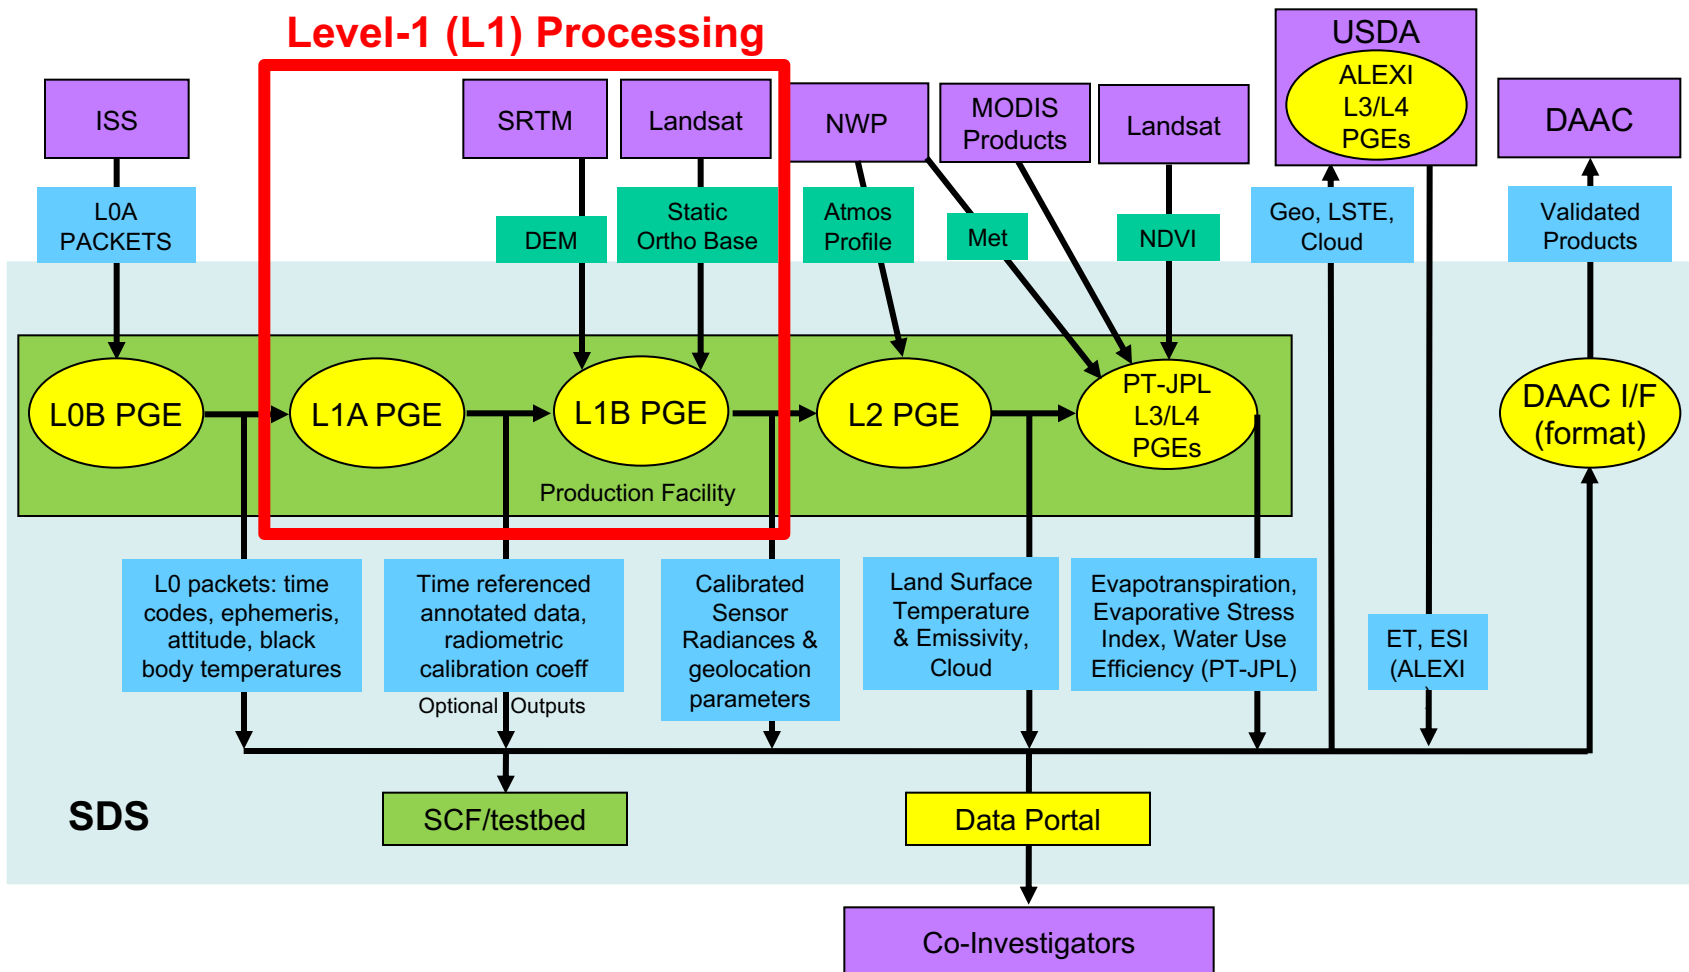 Level-1 (L1) Processing
ISS
SRTM
Landsat
NWP
MODIS
Products
Landsat
USDA
ALEXI
L3/L4
PGEs
DAAC
L0A
PACKETS
DEM
Static
Ortho Base
Atmos
Profile
Met
NDVI
Geo, LSTE,
Cloud
Validated
Products
L0B PGE
L1A PGE
L1B PGE
L2 PGE
PT-JPL
L3/L4
PGEs
DAAC I/F
(format)
Production Facility
L0 packets: time
codes, ephemeris,
attitude, black
body temperatures
Time referenced
annotated data,
radiometric
calibration coeff
Optional Outputs
Calibrated
Sensor
Radiances &
geolocation
parameters
Land Surface
Temperature
& Emissivity,
Cloud
Evapotranspiration,
Evaporative Stress
Index, Water Use
Efficiency (PT-JPL)
ET, ESI
(ALEXI
SDS
SCF/testbed
Data Portal
Co-Investigators